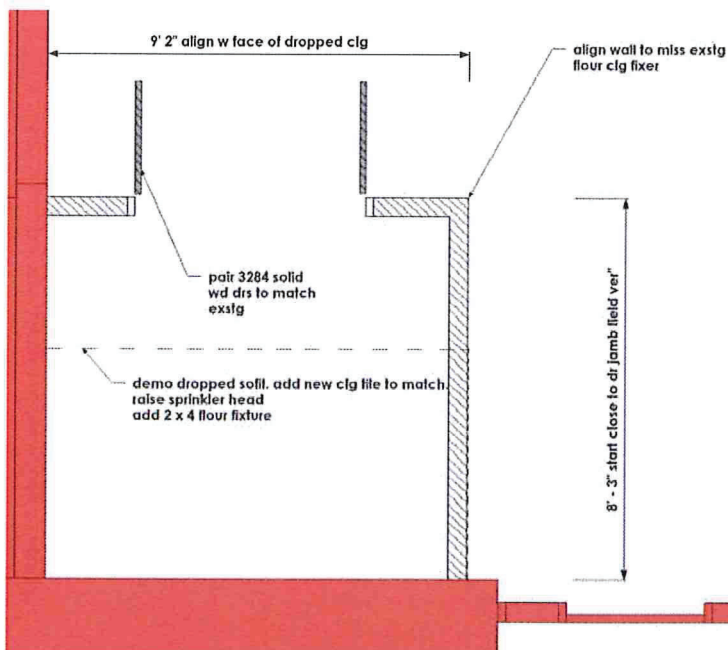 9' 2" align w face of dropped clg
align wall to miss exstg
flour clg fixer
pair 3284 solid
wd drs to match
exstg
demo dropped sofit. add new clg tile to match.
raise sprinkler head
add 2 x 4 flour fixture
8' - 3" start close to dr jamb field ver"